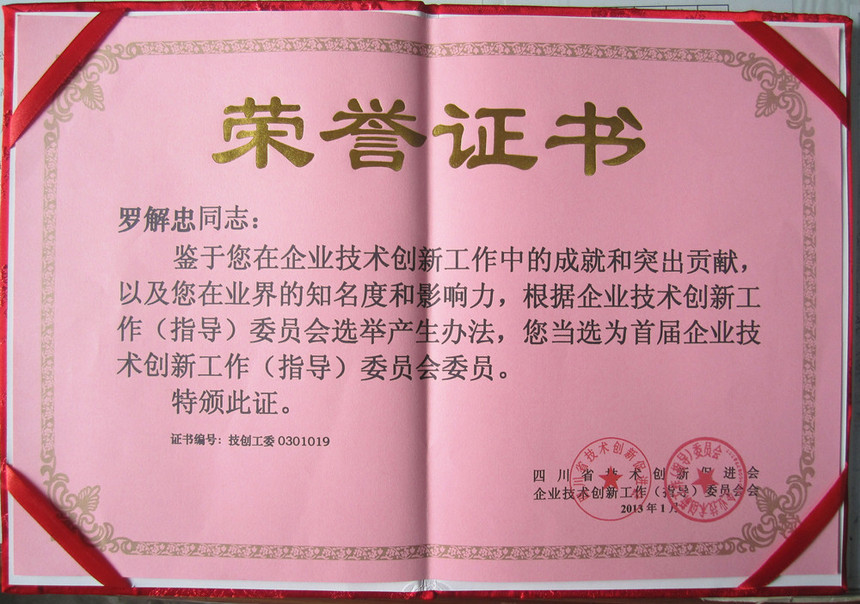 荣誉证书
罗解忠同志：
鉴于您在企业技术创新工作中的成就和突出贡献，
以及您在业界的知名度和影响力，根据企业技术创新工
作（指导）委员会选举产生办法，您当选为首届企业技
术创新工作（指导）委员会委员。
特颁此证。
证书编号：技创工委 0301019
四川省技术创新促进会
企业技术创新工作（指导）委员会会
2013 年 1月